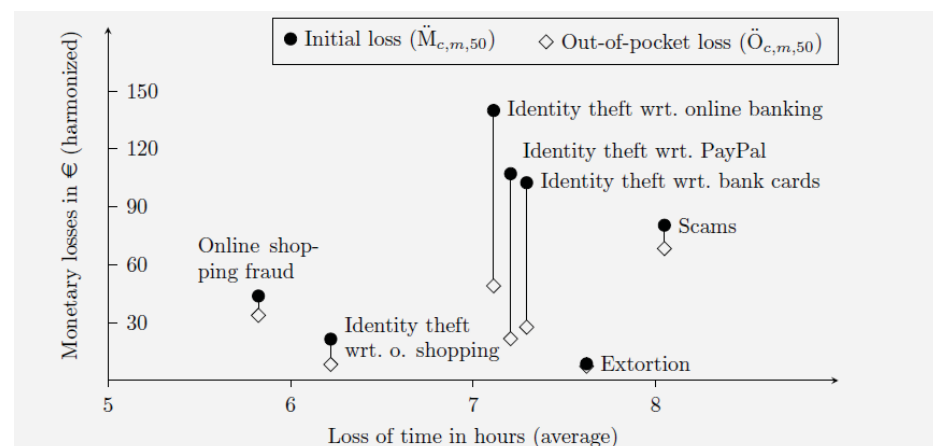 Initial loss (M̈c,m,50)
Out-of-pocket loss (Öc,m,50)
Monetary losses in € (harmonized)
150
120
90
60
30
Identity theft wrt. online banking
Identity theft wrt. PayPal
Identity theft wrt. bank cards
Scams
Online shop-
ping fraud
Identity theft
wrt. o. shopping
Extortion
5
6
7
8
Loss of time in hours (average)